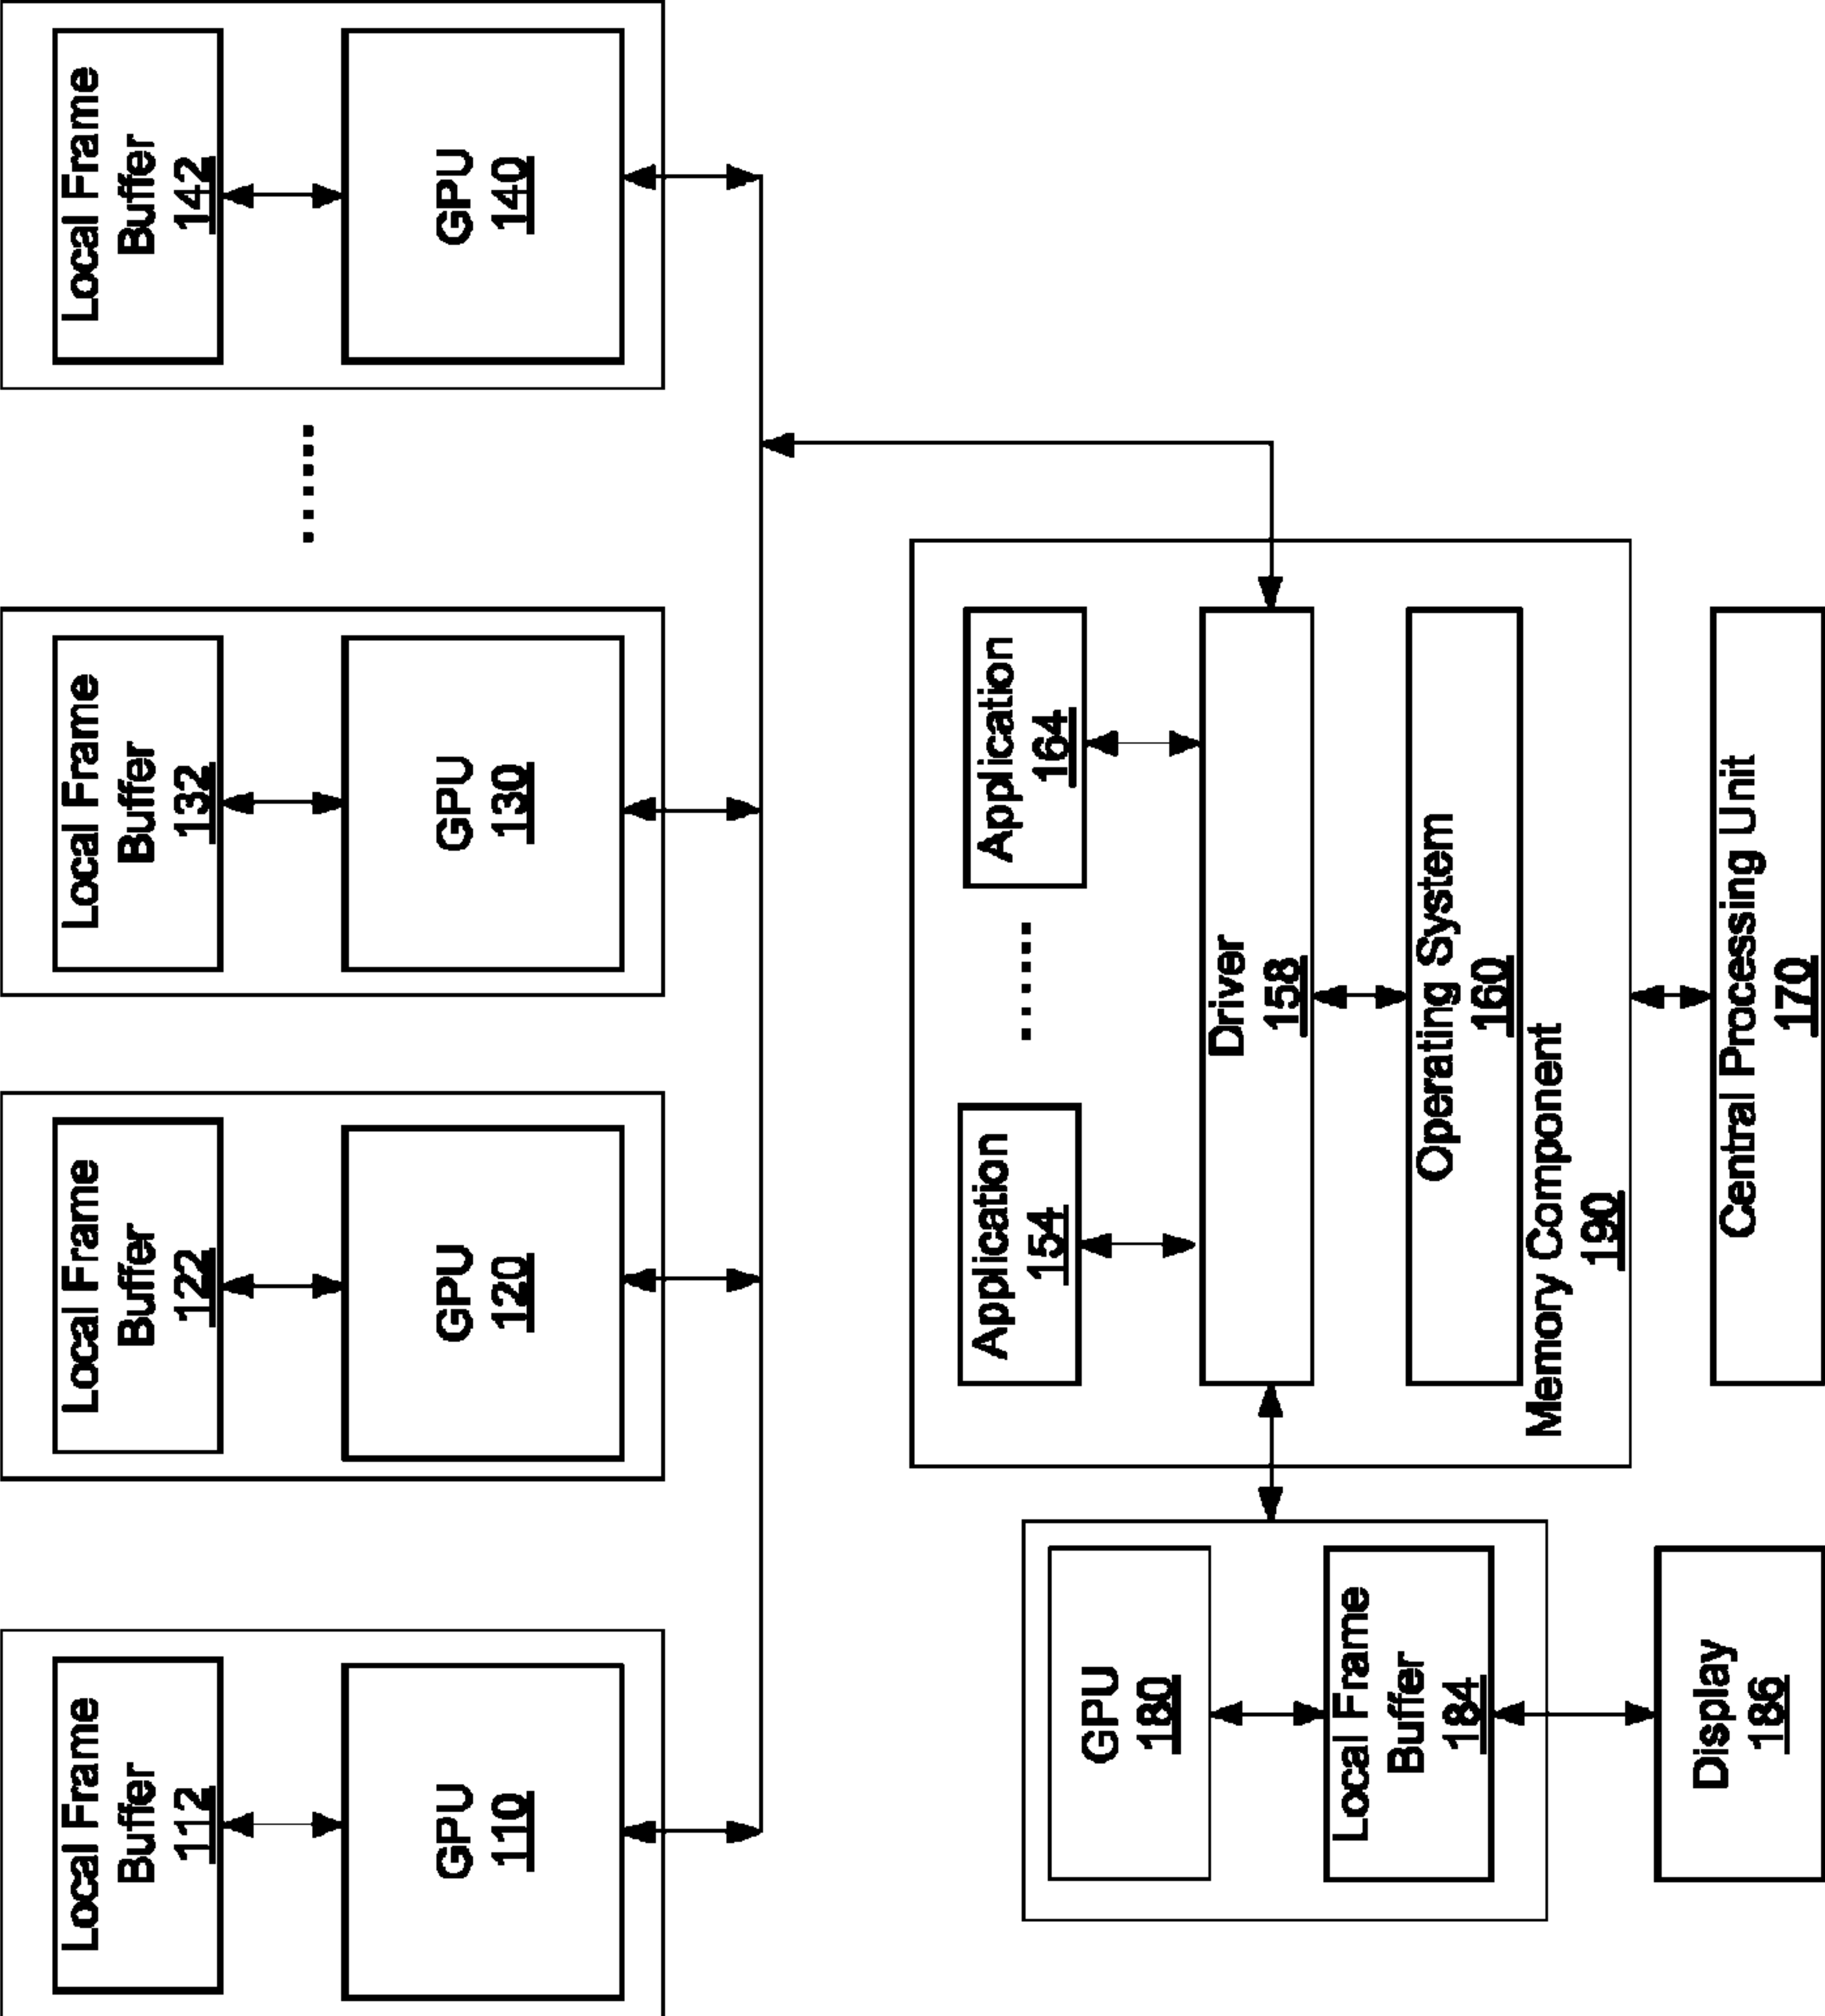 Local Frame
Buffer
112
GPU
110
Local Frame
Buffer
122
GPU
120
Local Frame
Buffer
132
GPU
130
......
Local Frame
Buffer
142
GPU
140
GPU
180
Local Frame
Buffer
184
Display
186
Application
154
......
Application
164
Driver
158
Operating System
160
Memory Component
190
Central Processing Unit
170